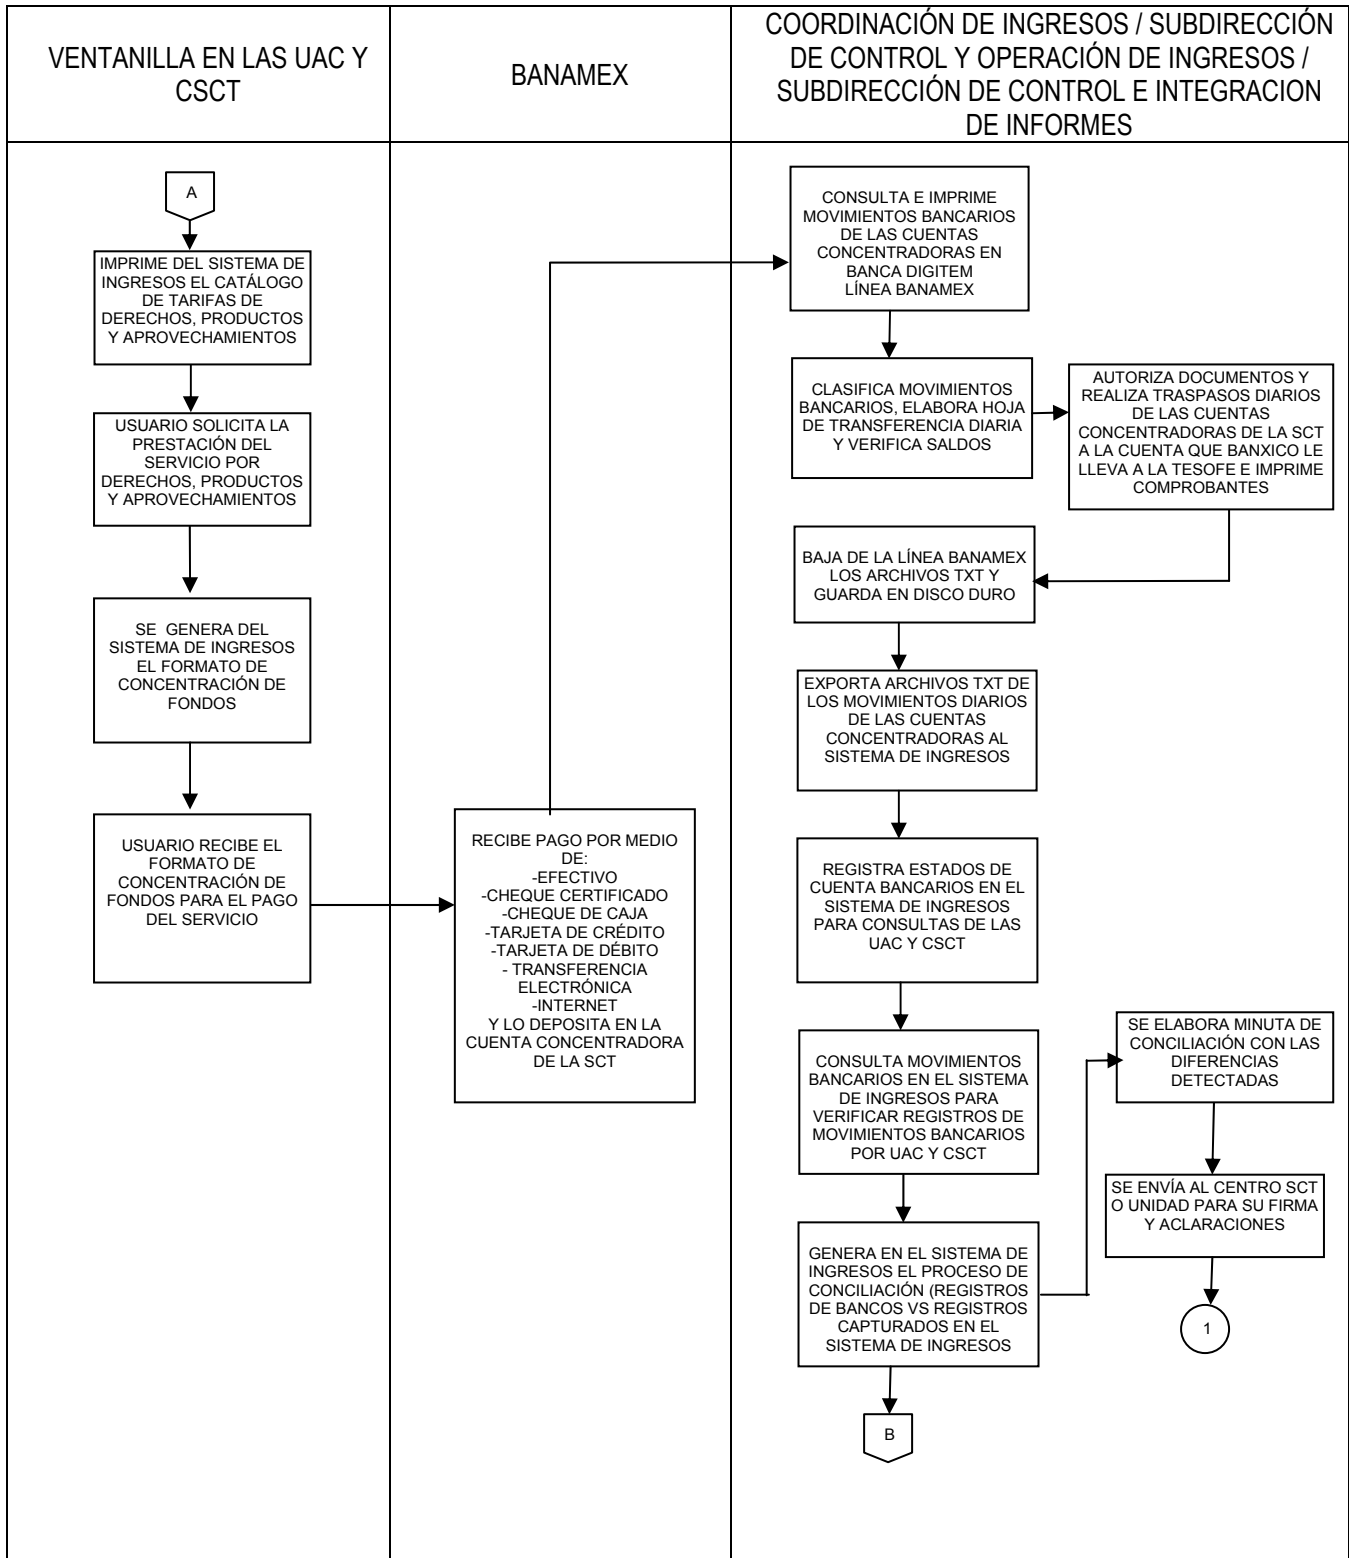 VENTANILLA EN LAS UAC Y
CSCT
BANAMEX
COORDINACIÓN DE INGRESOS / SUBDIRECCIÓN
DE CONTROL Y OPERACIÓN DE INGRESOS /
SUBDIRECCIÓN DE CONTROL E INTEGRACION
DE INFORMES
A
IMPRIME DEL SISTEMA DE
INGRESOS EL CATÁLOGO
DE TARIFAS DE
DERECHOS, PRODUCTOS
Y APROVECHAMIENTOS
USUARIO SOLICITA LA
PRESTACIÓN DEL
SERVICIO POR
DERECHOS, PRODUCTOS
Y APROVECHAMIENTOS
SE GENERA DEL
SISTEMA DE INGRESOS
EL FORMATO DE
CONCENTRACIÓN DE
FONDOS
USUARIO RECIBE EL
FORMATO DE
CONCENTRACIÓN DE
FONDOS PARA EL PAGO
DEL SERVICIO
RECIBE PAGO POR MEDIO
DE:
-EFECTIVO
-CHEQUE CERTIFICADO
-CHEQUE DE CAJA
-TARJETA DE CRÉDITO
-TARJETA DE DÉBITO
- TRANSFERENCIA
ELECTRÓNICA
-INTERNET
Y LO DEPOSITA EN LA
CUENTA CONCENTRADORA
DE LA SCT
CONSULTA E IMPRIME
MOVIMIENTOS BANCARIOS
DE LAS CUENTAS
CONCENTRADORAS EN
BANCA DIGITEM
LÍNEA BANAMEX
CLASIFICA MOVIMIENTOS
BANCARIOS, ELABORA HOJA
DE TRANSFERENCIA DIARIA
Y VERIFICA SALDOS
AUTORIZA DOCUMENTOS Y
REALIZA TRASPASOS DIARIOS
DE LAS CUENTAS
CONCENTRADORAS DE LA SCT
A LA CUENTA QUE BANXICO LE
LLEVA A LA TESOFE E IMPRIME
COMPROBANTES
BAJA DE LA LÍNEA BANAMEX
LOS ARCHIVOS TXT Y
GUARDA EN DISCO DURO
EXPORTA ARCHIVOS TXT DE
LOS MOVIMIENTOS DIARIOS
DE LAS CUENTAS
CONCENTRADORAS AL
SISTEMA DE INGRESOS
REGISTRA ESTADOS DE
CUENTA BANCARIOS EN EL
SISTEMA DE INGRESOS
PARA CONSULTAS DE LAS
UAC Y CSCT
CONSULTA MOVIMIENTOS
BANCARIOS EN EL SISTEMA
DE INGRESOS PARA
VERIFICAR REGISTROS DE
MOVIMIENTOS BANCARIOS
POR UAC Y CSCT
GENERA EN EL SISTEMA DE
INGRESOS EL PROCESO DE
CONCILIACIÓN (REGISTROS
DE BANCOS VS REGISTROS
CAPTURADOS EN EL
SISTEMA DE INGRESOS
SE ELABORA MINUTA DE
CONCILIACIÓN CON LAS
DIFERENCIAS
DETECTADAS
SE ENVÍA AL CENTRO SCT
O UNIDAD PARA SU FIRMA
Y ACLARACIONES
1
B